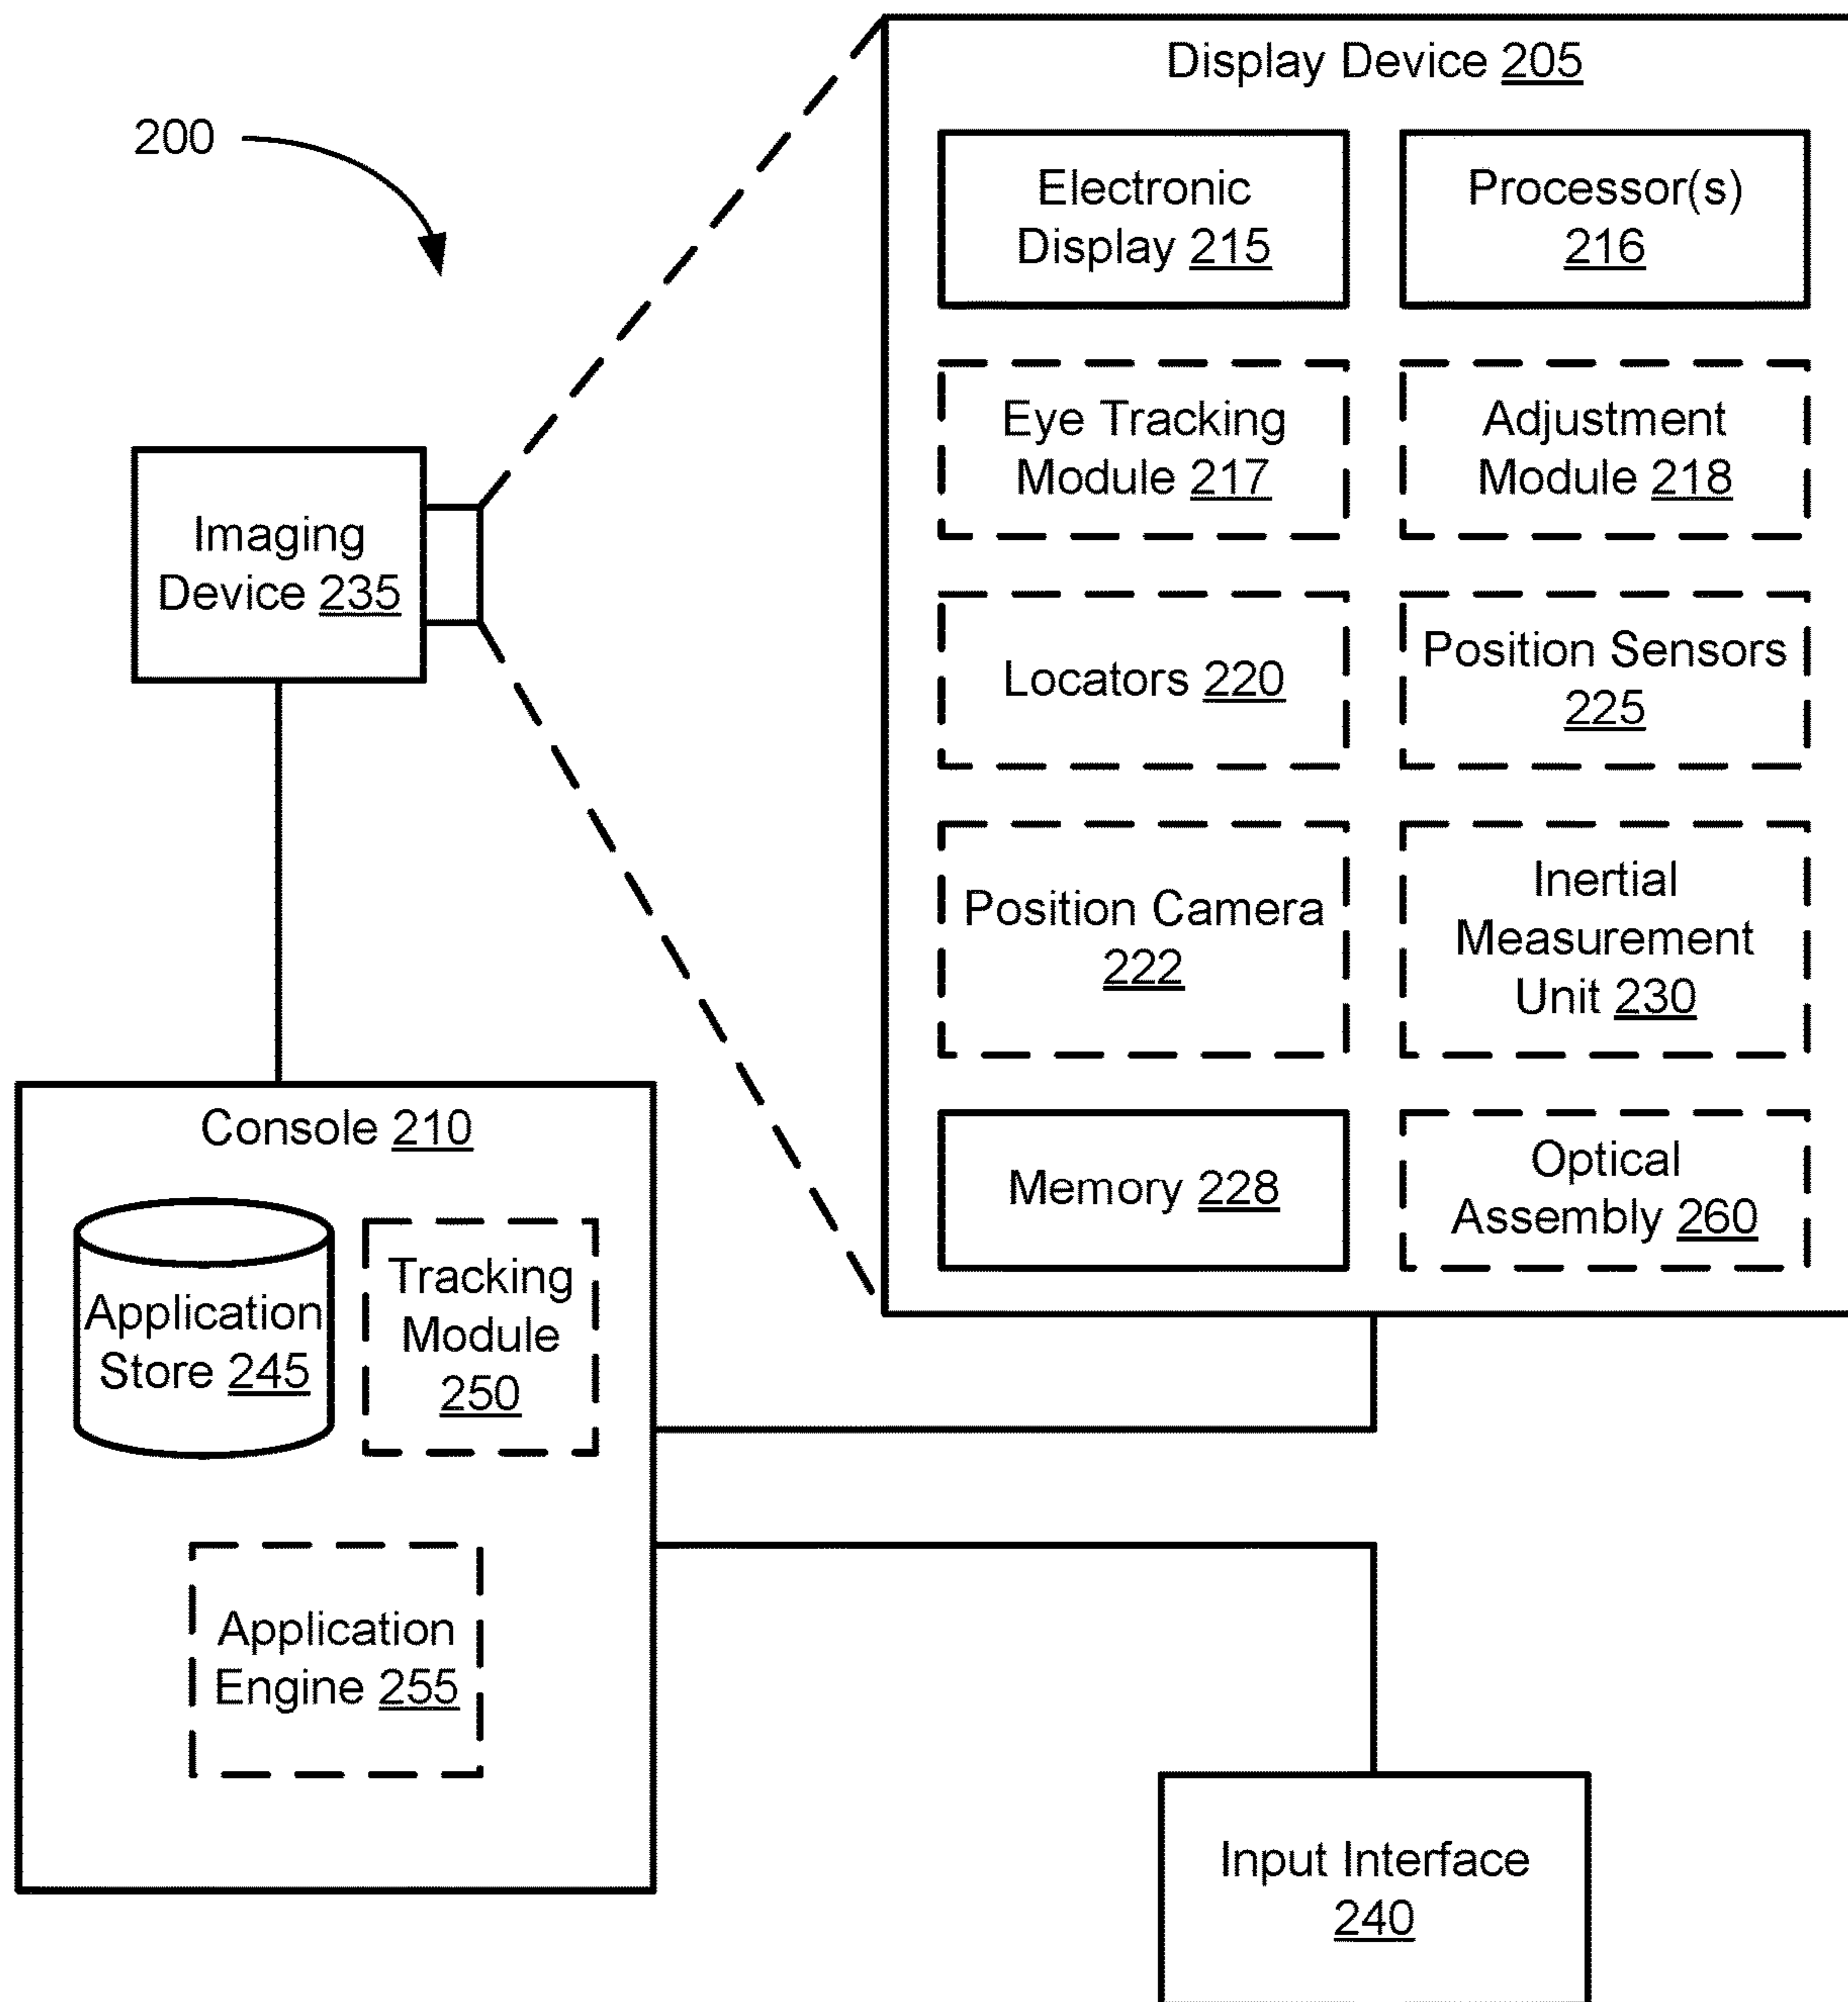 200
Display Device 205
Electronic
Display 215
Processor(s)
216
Eye Tracking
Module 217
Adjustment
Module 218
Imaging
Device 235
Locators 220
Position Sensors
225
Position Camera
222
Inertial
Measurement
Unit 230
Memory 228
Optical
Assembly 260
Console 210
Application
Store 245
Tracking
Module
250
Application
Engine 255
Input Interface
240